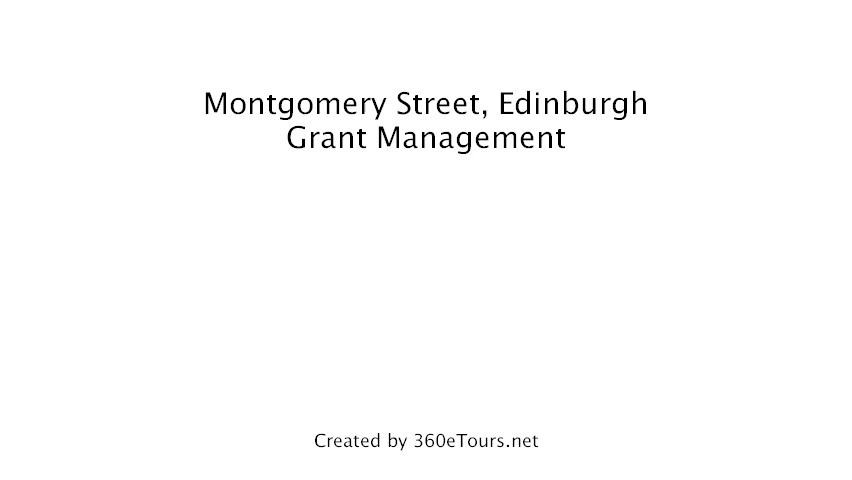 Montgomery Street, Edinburgh
Grant Management
Created by 360eTours.net